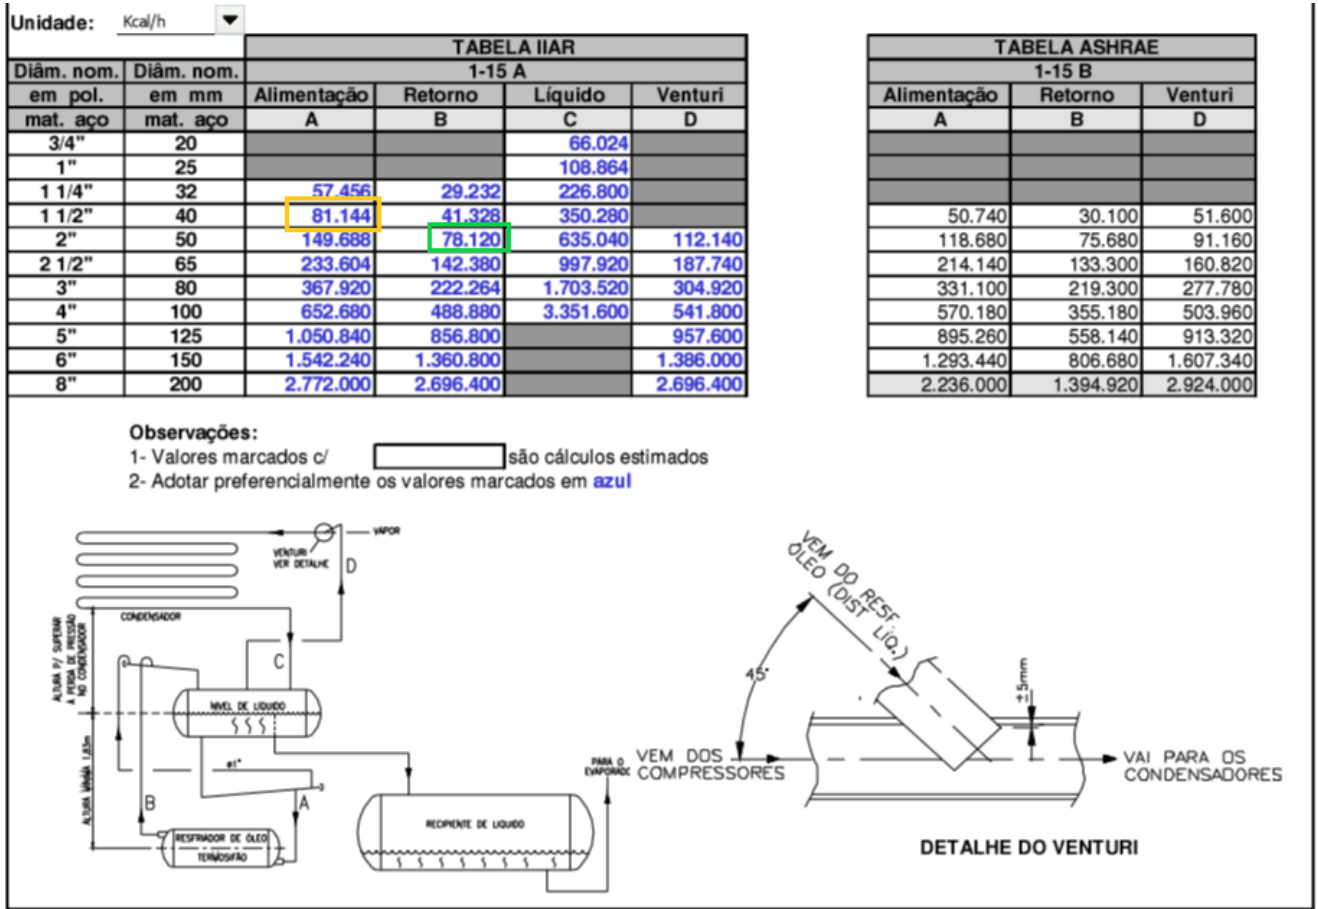 Unidade: Kcal/h
TABELA IIAR TABELA ASHRAE
Diâm. nom. Diâm. nom. 1-15 A 1-15 B
em pol. em mm Alimentação Retorno Líquido Venturi Alimentação Retorno Venturi
mat. aço mat. aço A B C D A B D
3/4" 20 66.024
1" 25 108.864
1 1/4" 32 57.456 29.232 226.800
1 1/2" 40 81.144 41.328 350.280 50.740 30.100 51.600
2" 50 149.688 78.120 635.040 112.140 118.680 75.680 91.160
2 1/2" 65 233.604 142.380 997.920 187.740 214.140 133.300 160.820
3" 80 367.920 222.264 1.703.520 304.920 331.100 219.300 277.780
4" 100 652.680 488.880 3.351.600 541.800 570.180 355.180 503.960
5" 125 1.050.840 856.800 957.600 895.260 558.140 913.320
6" 150 1.542.240 1.360.800 1.386.000 1.293.440 806.680 1.607.340
8" 200 2.772.000 2.696.400 2.696.400 2.236.000 1.394.920 2.924.000
Observações:
1- Valores marcados c/ são cálculos estimados
2- Adotar preferencialmente os valores marcados em azul
VAPOR
VENTURI
VER DETALHE
D
CONDENSADOR
ALTURA P/ SUPERAR
A PERDA DE PRESSÃO
NO CONDENSADOR
C
NIVEL DE LÍQUIDO
ALTURA MÍNIMA 1,83m
ø1"
B
A
RESFRIADOR DE ÓLEO
TERMOSIFÃO
RECIPIENTE DE LIQUIDO
PARA O
EVAPORADO
VEM DO RESF.
ÓLEO (DIST LÍQ.)
45°
±5mm
VEM DOS
COMPRESSORES
VAI PARA OS
CONDENSADORES
DETALHE DO VENTURI